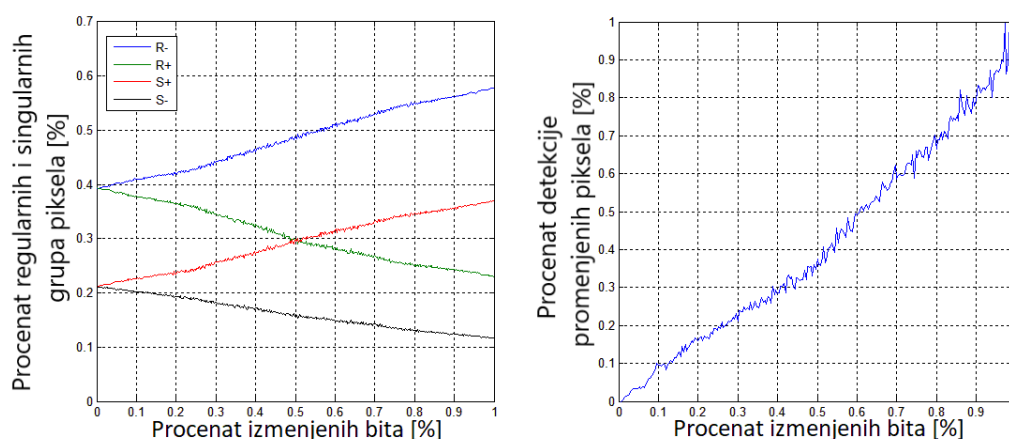 Procenat regularnih i singularnih
grupa piksela [%]
0.7
0.6
0.5
0.4
0.3
0.2
0.1
0
R-
R+
S+
S-
0 0.1 0.2 0.3 0.4 0.5 0.6 0.7 0.8 0.9 1
Procenat izmenjenih bita [%]
Procenat detekcije
promenjenih piksela [%]
1
0.9
0.8
0.7
0.6
0.5
0.4
0.3
0.2
0.1
0
0 0.1 0.2 0.3 0.4 0.5 0.6 0.7 0.8 0.9
Procenat izmenjenih bita [%]